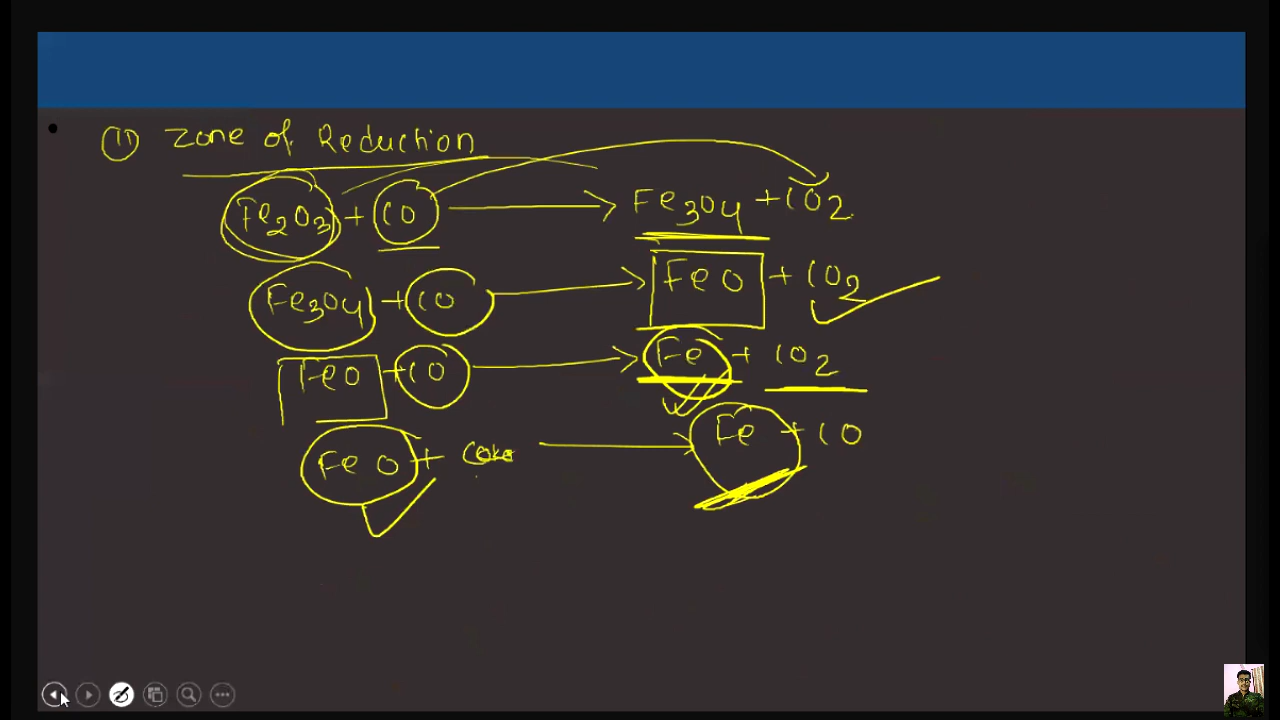 (1) Zone of Reduction
Fe2O3 + CO → Fe3O4 + CO2
Fe3O4 + CO → FeO + CO2
FeO + CO → Fe + CO2
FeO + Coke → Fe + CO